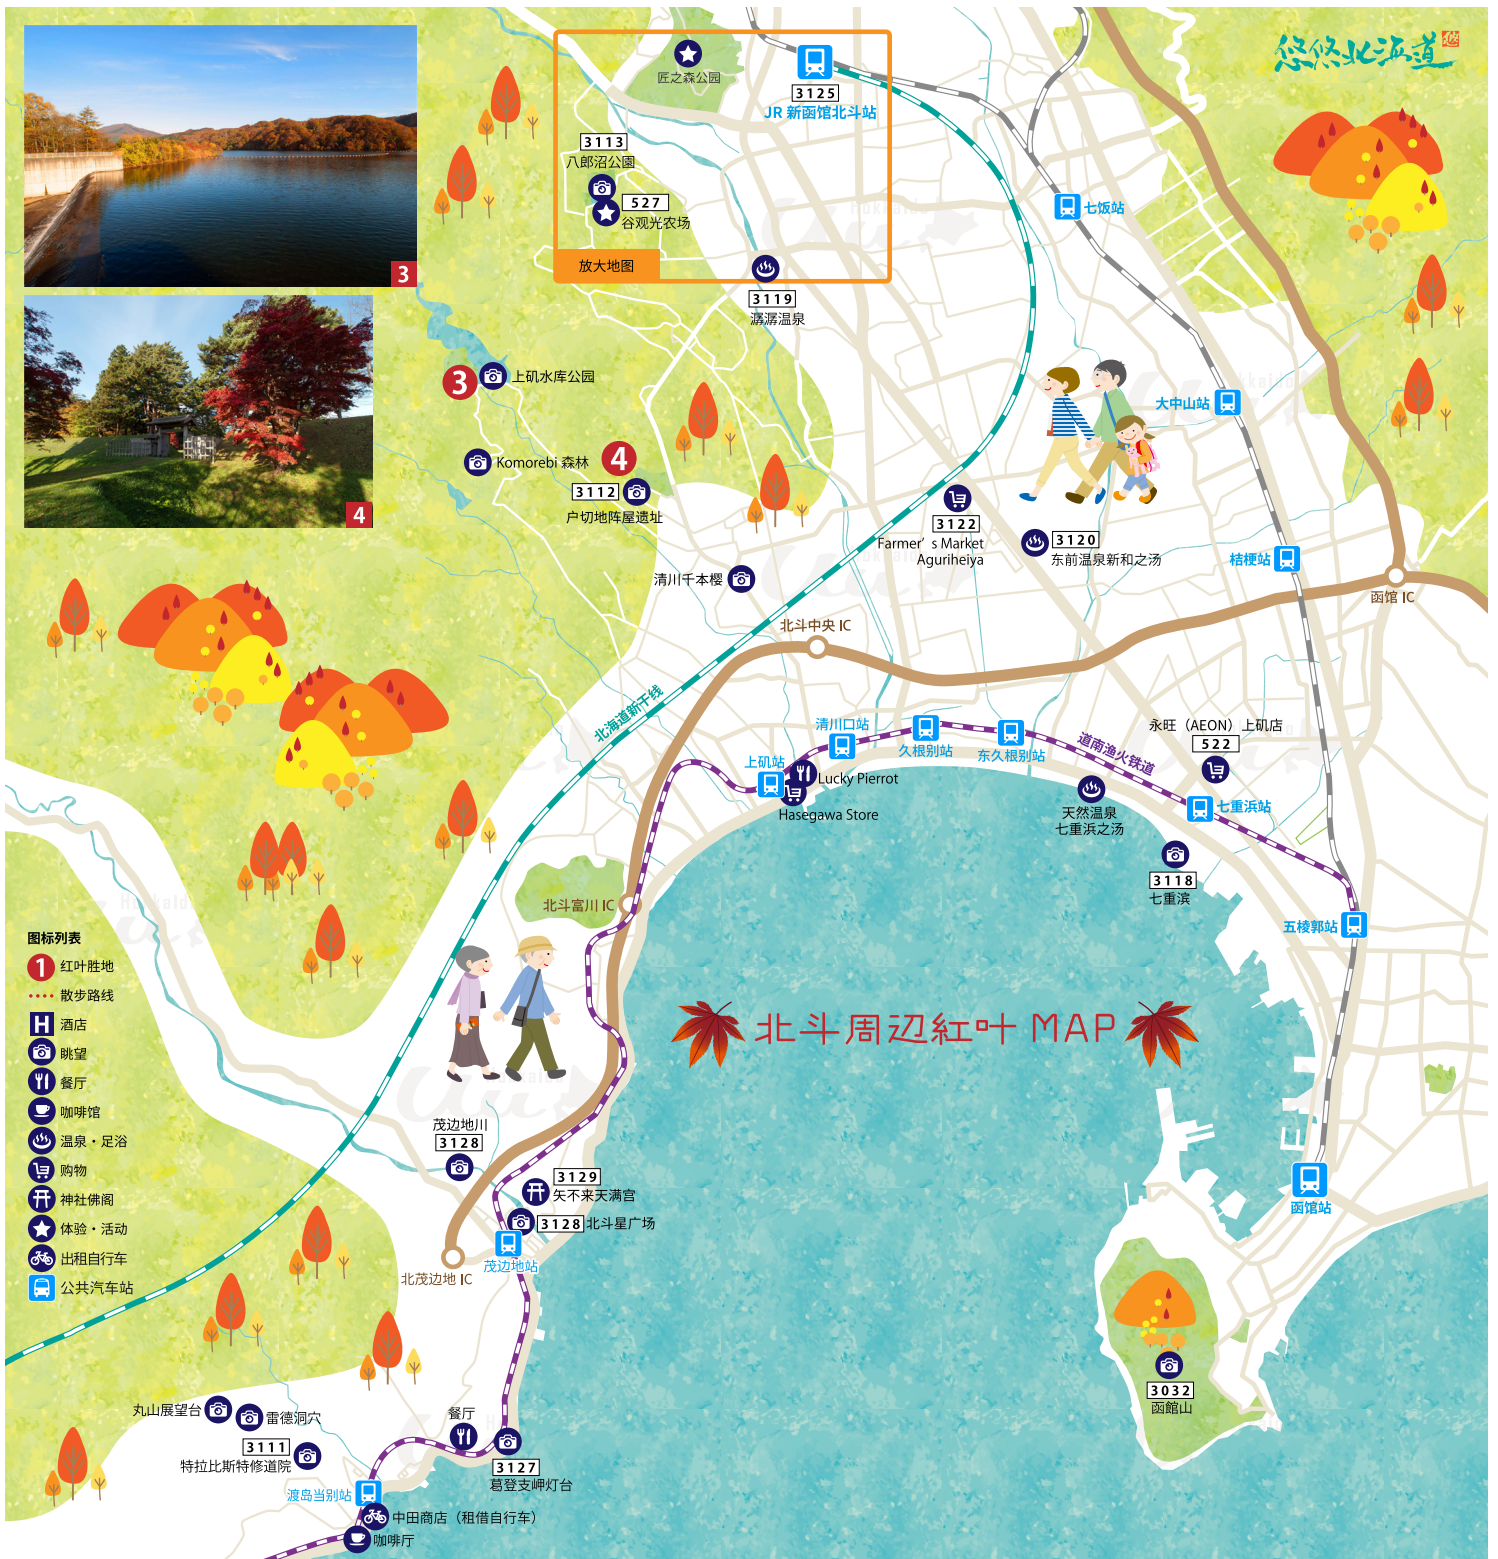 悠悠北海道
悠
匠之森公园
3125
JR 新函馆北斗站
3113
八郎沼公園
527
谷观光农场
放大地图
七饭站
3119
潺潺温泉
3
3
上矶水库公园
大中山站
Komorebi 森林
4
3112
户切地阵屋遗址
4
3122
Farmer's Market
Aguriheiya
3120
东前温泉新和之汤
桔梗站
清川千本樱
函馆 IC
北斗中央 IC
北海道新干线
清川口站
久根别站
东久根别站
道南渔火铁道
永旺（AEON）上矶店
522
上矶站
Lucky Pierrot
Hasegawa Store
天然温泉
七重浜之汤
七重浜站
3118
七重滨
北斗富川 IC
五棱郭站
图标列表
1 红叶胜地
散步路线
H 酒店
眺望
餐厅
咖啡馆
温泉・足浴
购物
神社佛阁
体验・活动
出租自行车
公共汽车站
北斗周辺紅叶 MAP
茂边地川
3128
3129
矢不来天满宫
3128 北斗星广场
茂边地站
北茂边地 IC
函馆站
3032
函館山
丸山展望台
雷德洞穴
3111
特拉比斯特修道院
餐厅
3127
葛登支岬灯台
渡岛当别站
中田商店（租借自行车）
咖啡厅